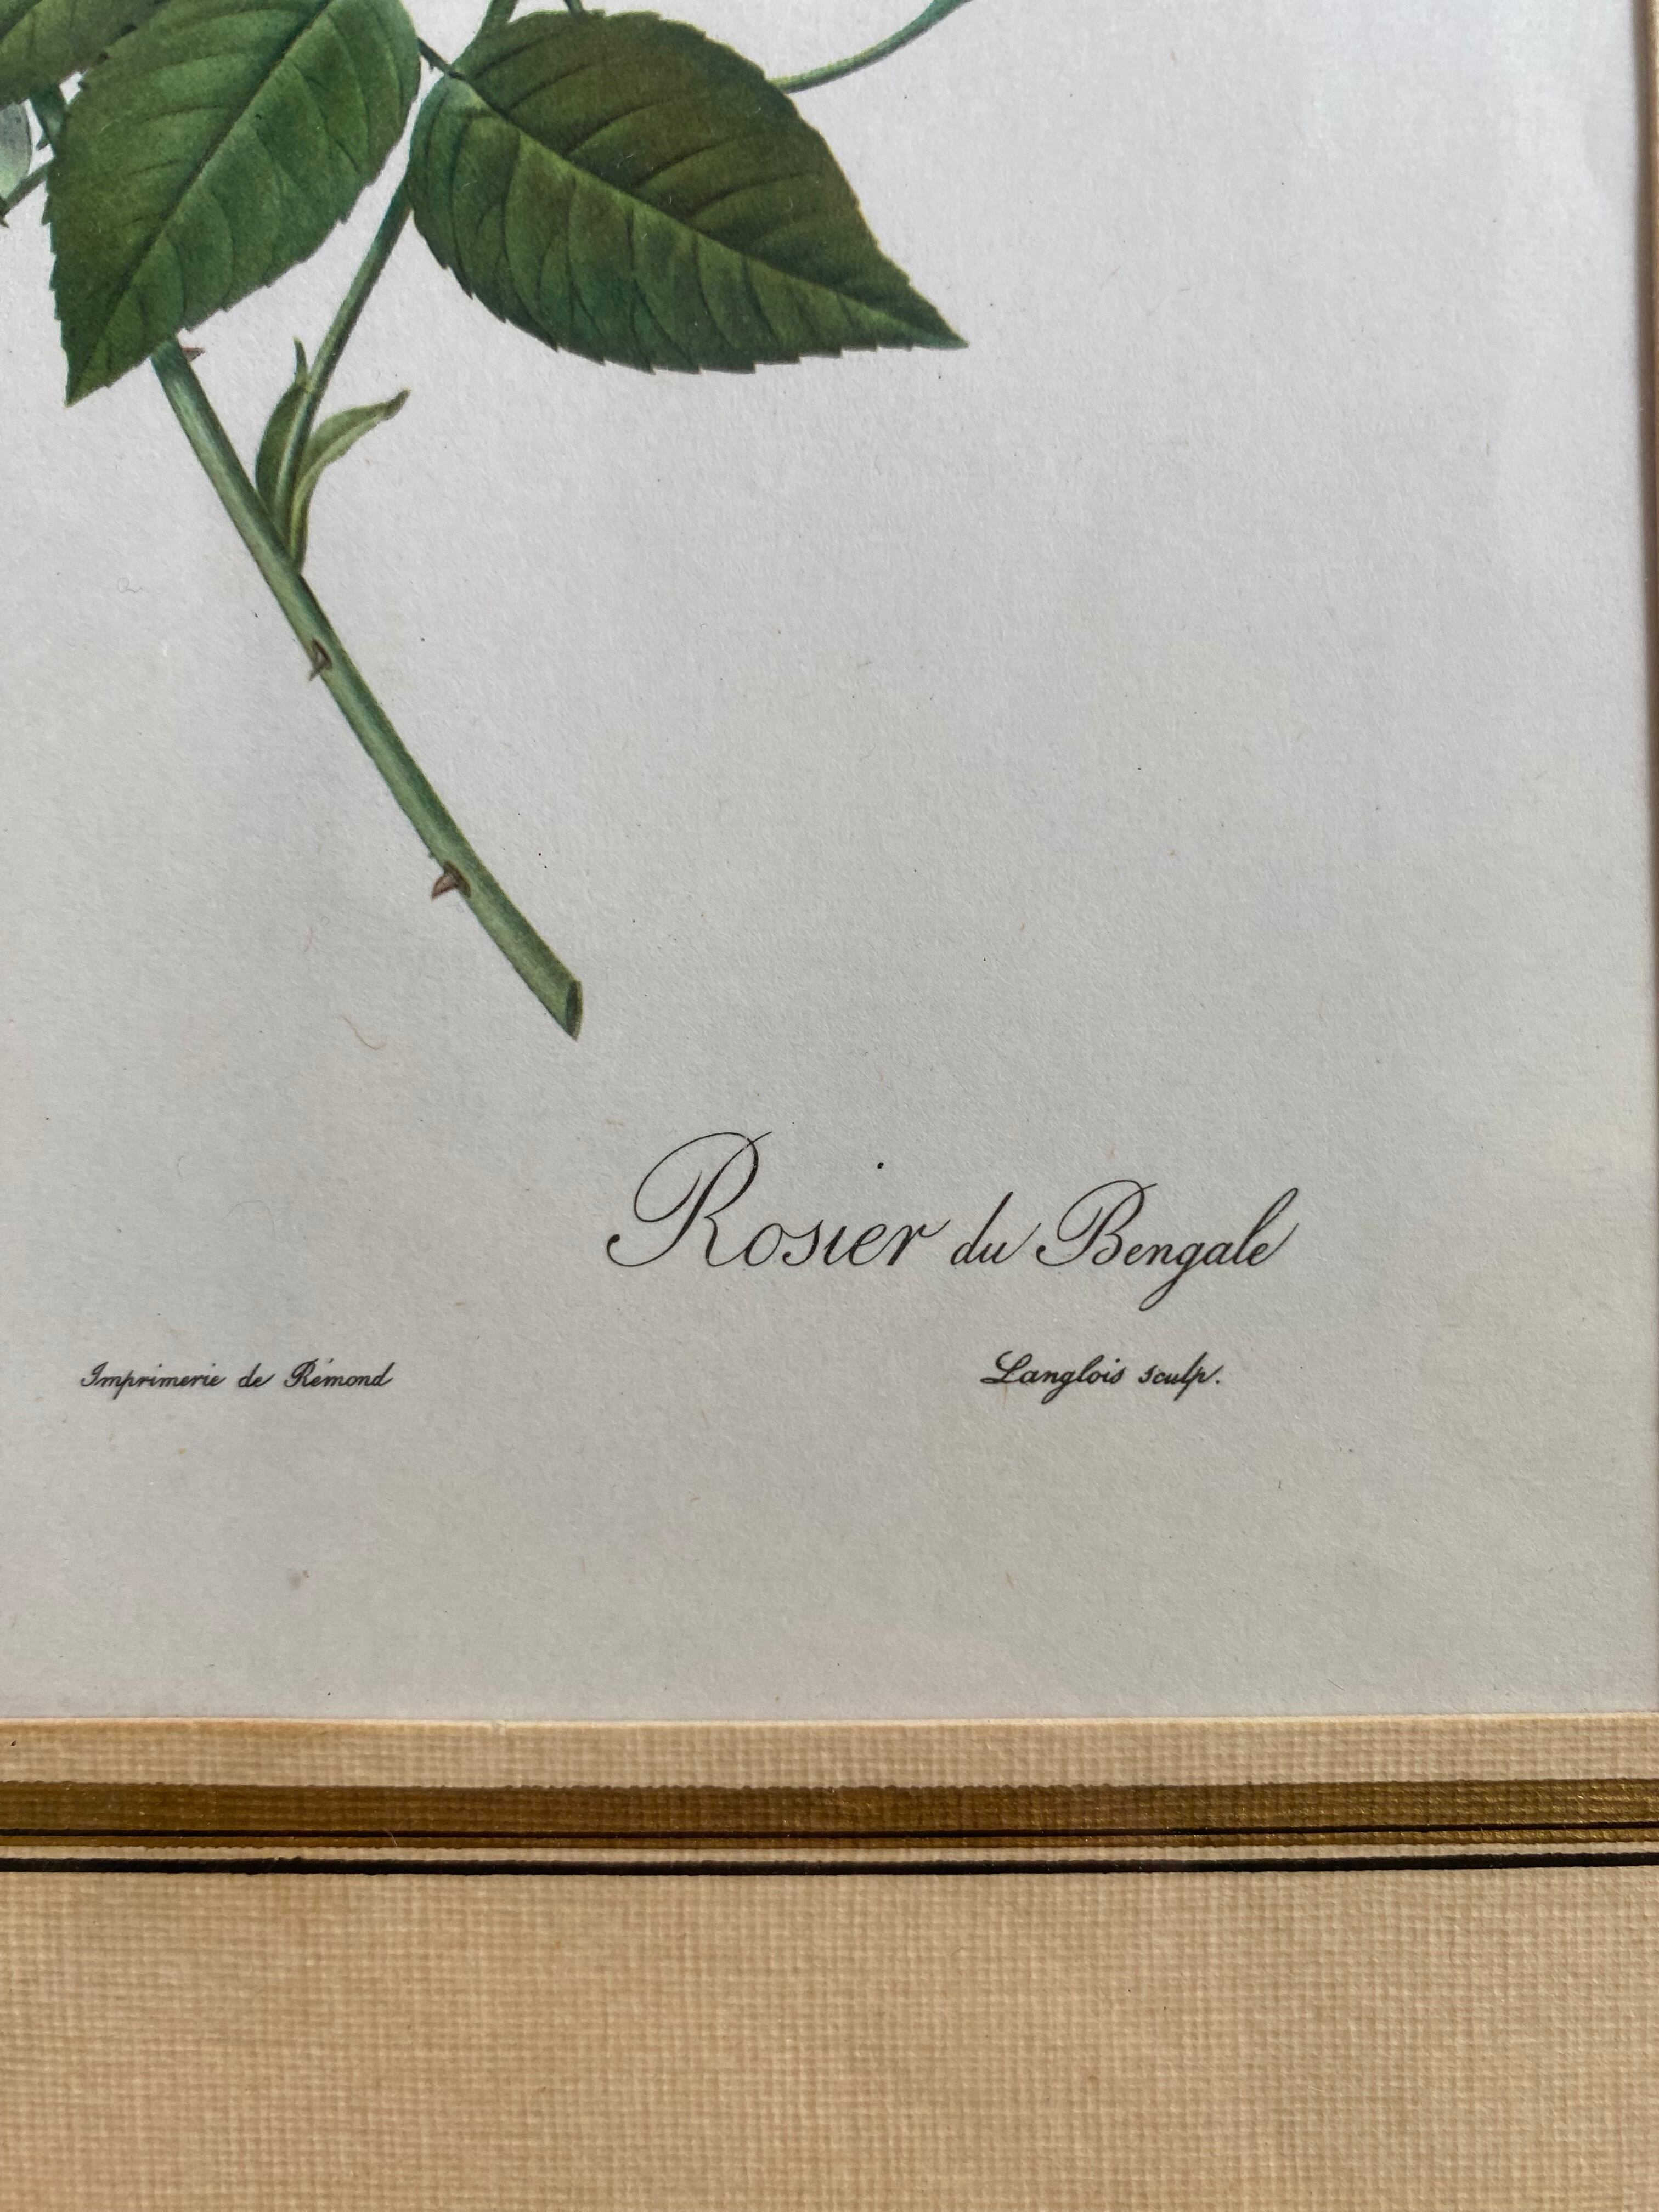 Rosier du Bengale
Imprimerie de Rémond
Langlois sculp.